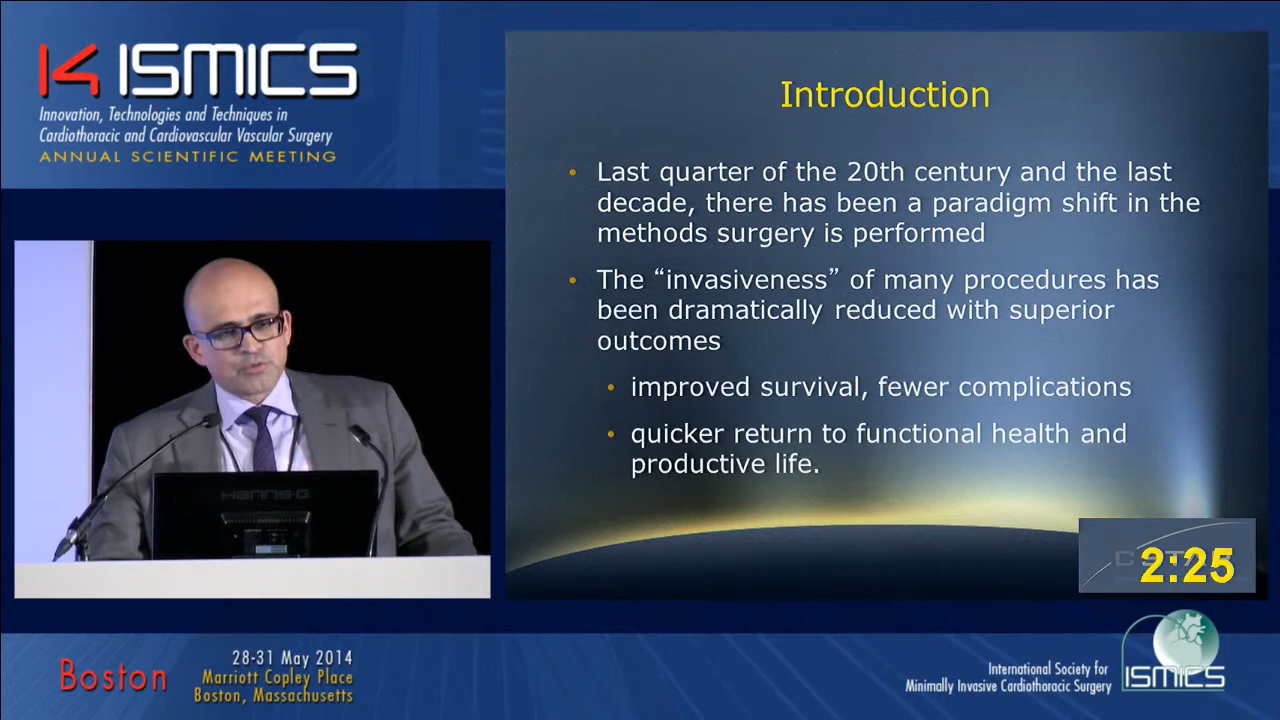 14 ISMICS
Innovation, Technologies and Techniques in
Cardiothoracic and Cardiovascular Vascular Surgery
ANNUAL SCIENTIFIC MEETING
Introduction
• Last quarter of the 20th century and the last
decade, there has been a paradigm shift in the
methods surgery is performed
• The “invasiveness” of many procedures has
been dramatically reduced with superior
outcomes
• improved survival, fewer complications
• quicker return to functional health and
productive life.
HANNS-G
2:25
Boston
28-31 May 2014
Marriott Copley Place
Boston, Massachusetts
International Society for
Minimally Invasive Cardiothoracic Surgery
ISMICS